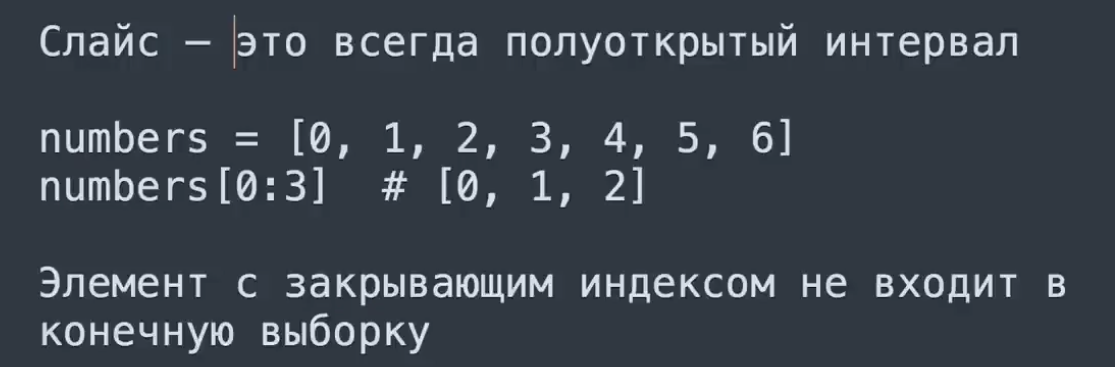 Слайс — это всегда полуоткрытый интервал
numbers = [0, 1, 2, 3, 4, 5, 6]
numbers[0:3]  # [0, 1, 2]
Элемент с закрывающим индексом не входит в
конечную выборку